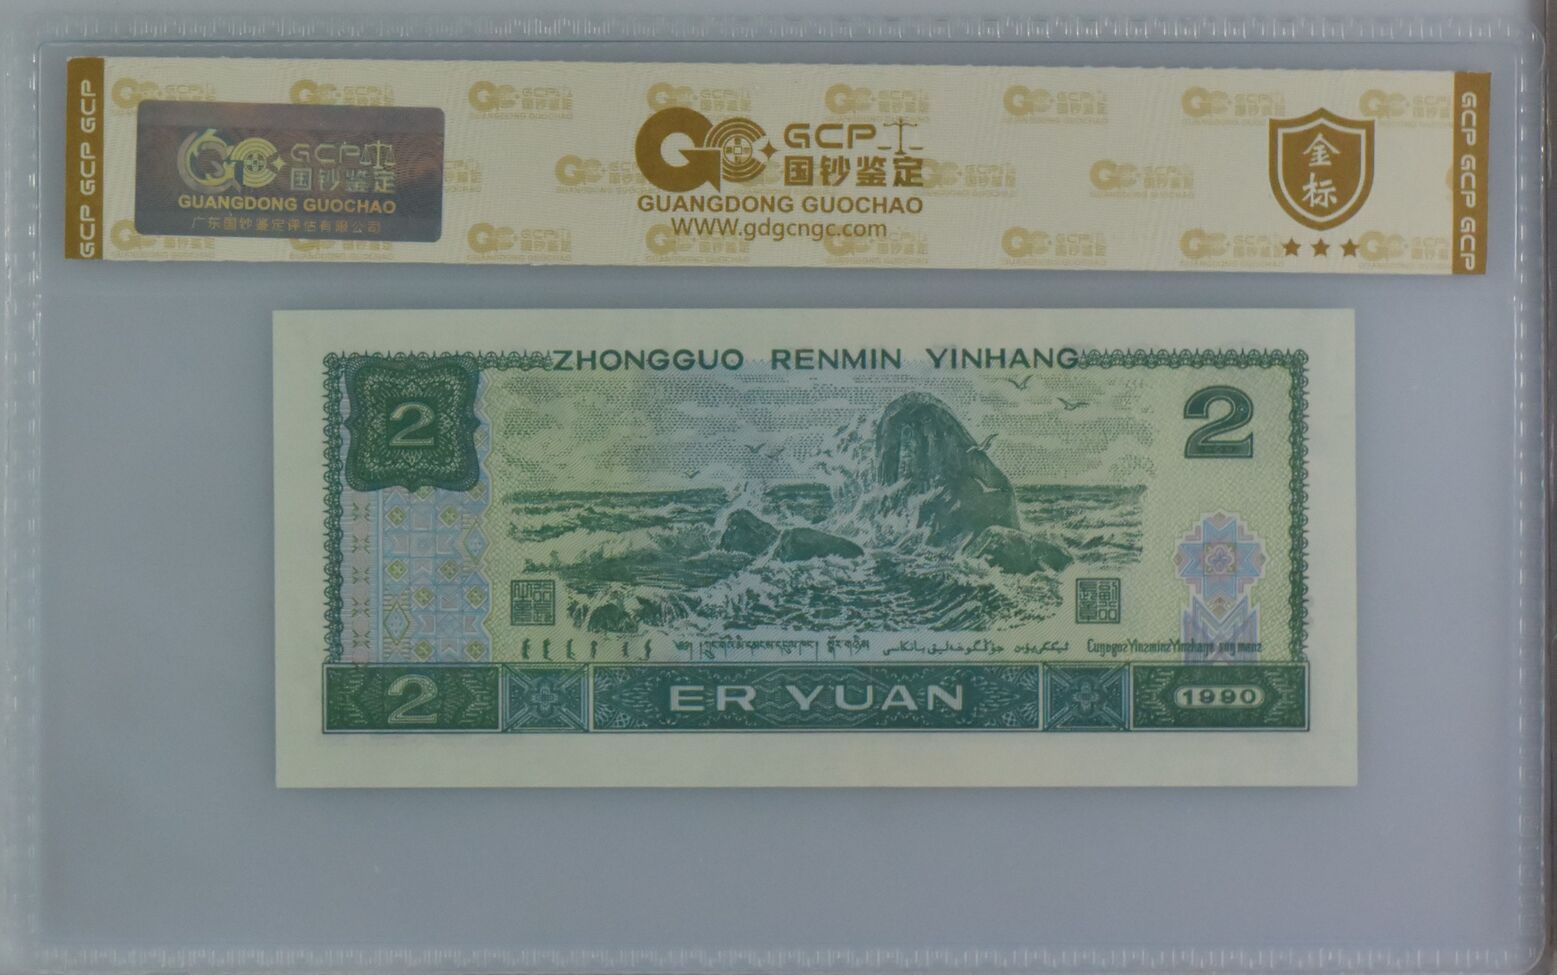 GCP GCP GCP
GCP 国钞鉴定
GUANGDONG GUOCHAO
广东国钞鉴定评估有限公司
GCP 国钞鉴定
GUANGDONG GUOCHAO
WWW.gdgcngc.com
金标
GCP GCP GCP
ZHONGGUO RENMIN YINHANG
2
2
2
ER YUAN
1990